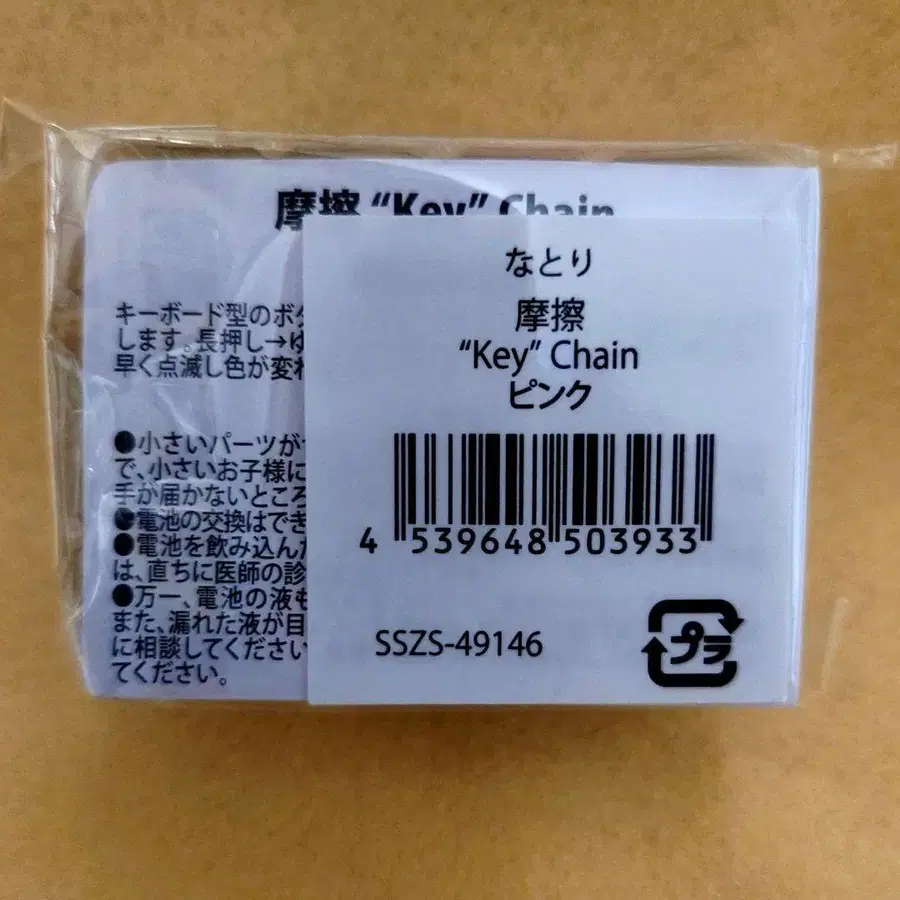 摩擦 “Key” Chain
キーボード型のボタ
します。長押し→ゆ
早く点滅し色が変わ
●小さいパーツが
で、小さいお子様に
手が届かないところ
●電池の交換はでき
●電池を飲み込んだ
は、直ちに医師の診
●万一、電池の液も
また、漏れた液が目
に相談してください
てください。
なとり
摩擦
“Key” Chain
ピンク
4 539648 503933
SSZS-49146
プラ